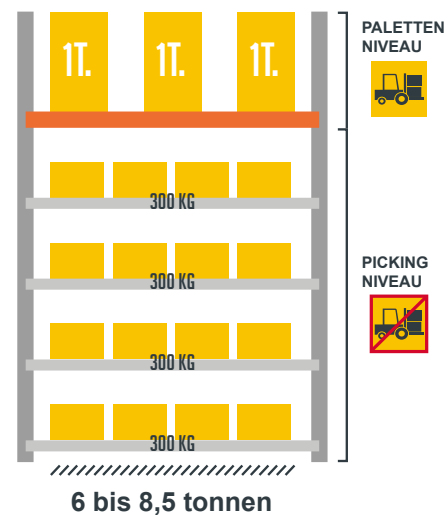 1T. 1T. 1T.
PALETTEN
NIVEAU
300 KG
300 KG
PICKING
NIVEAU
300 KG
300 KG
6 bis 8,5 tonnen